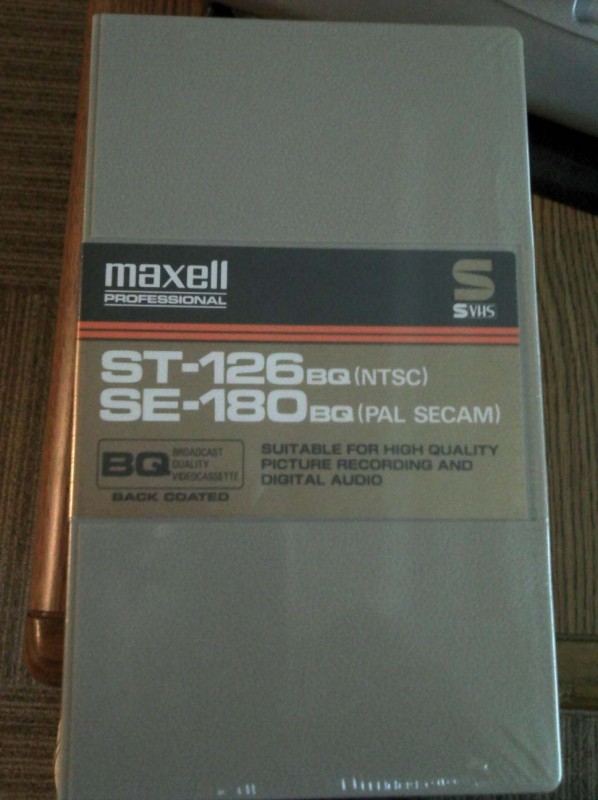 maxell
PROFESSIONAL
S
S VHS
ST-126BQ (NTSC)
SE-180BQ (PAL SECAM)
BQ BROADCAST
QUALITY
VIDEOCASSETTE
BACK COATED
SUITABLE FOR HIGH QUALITY
PICTURE RECORDING AND
DIGITAL AUDIO